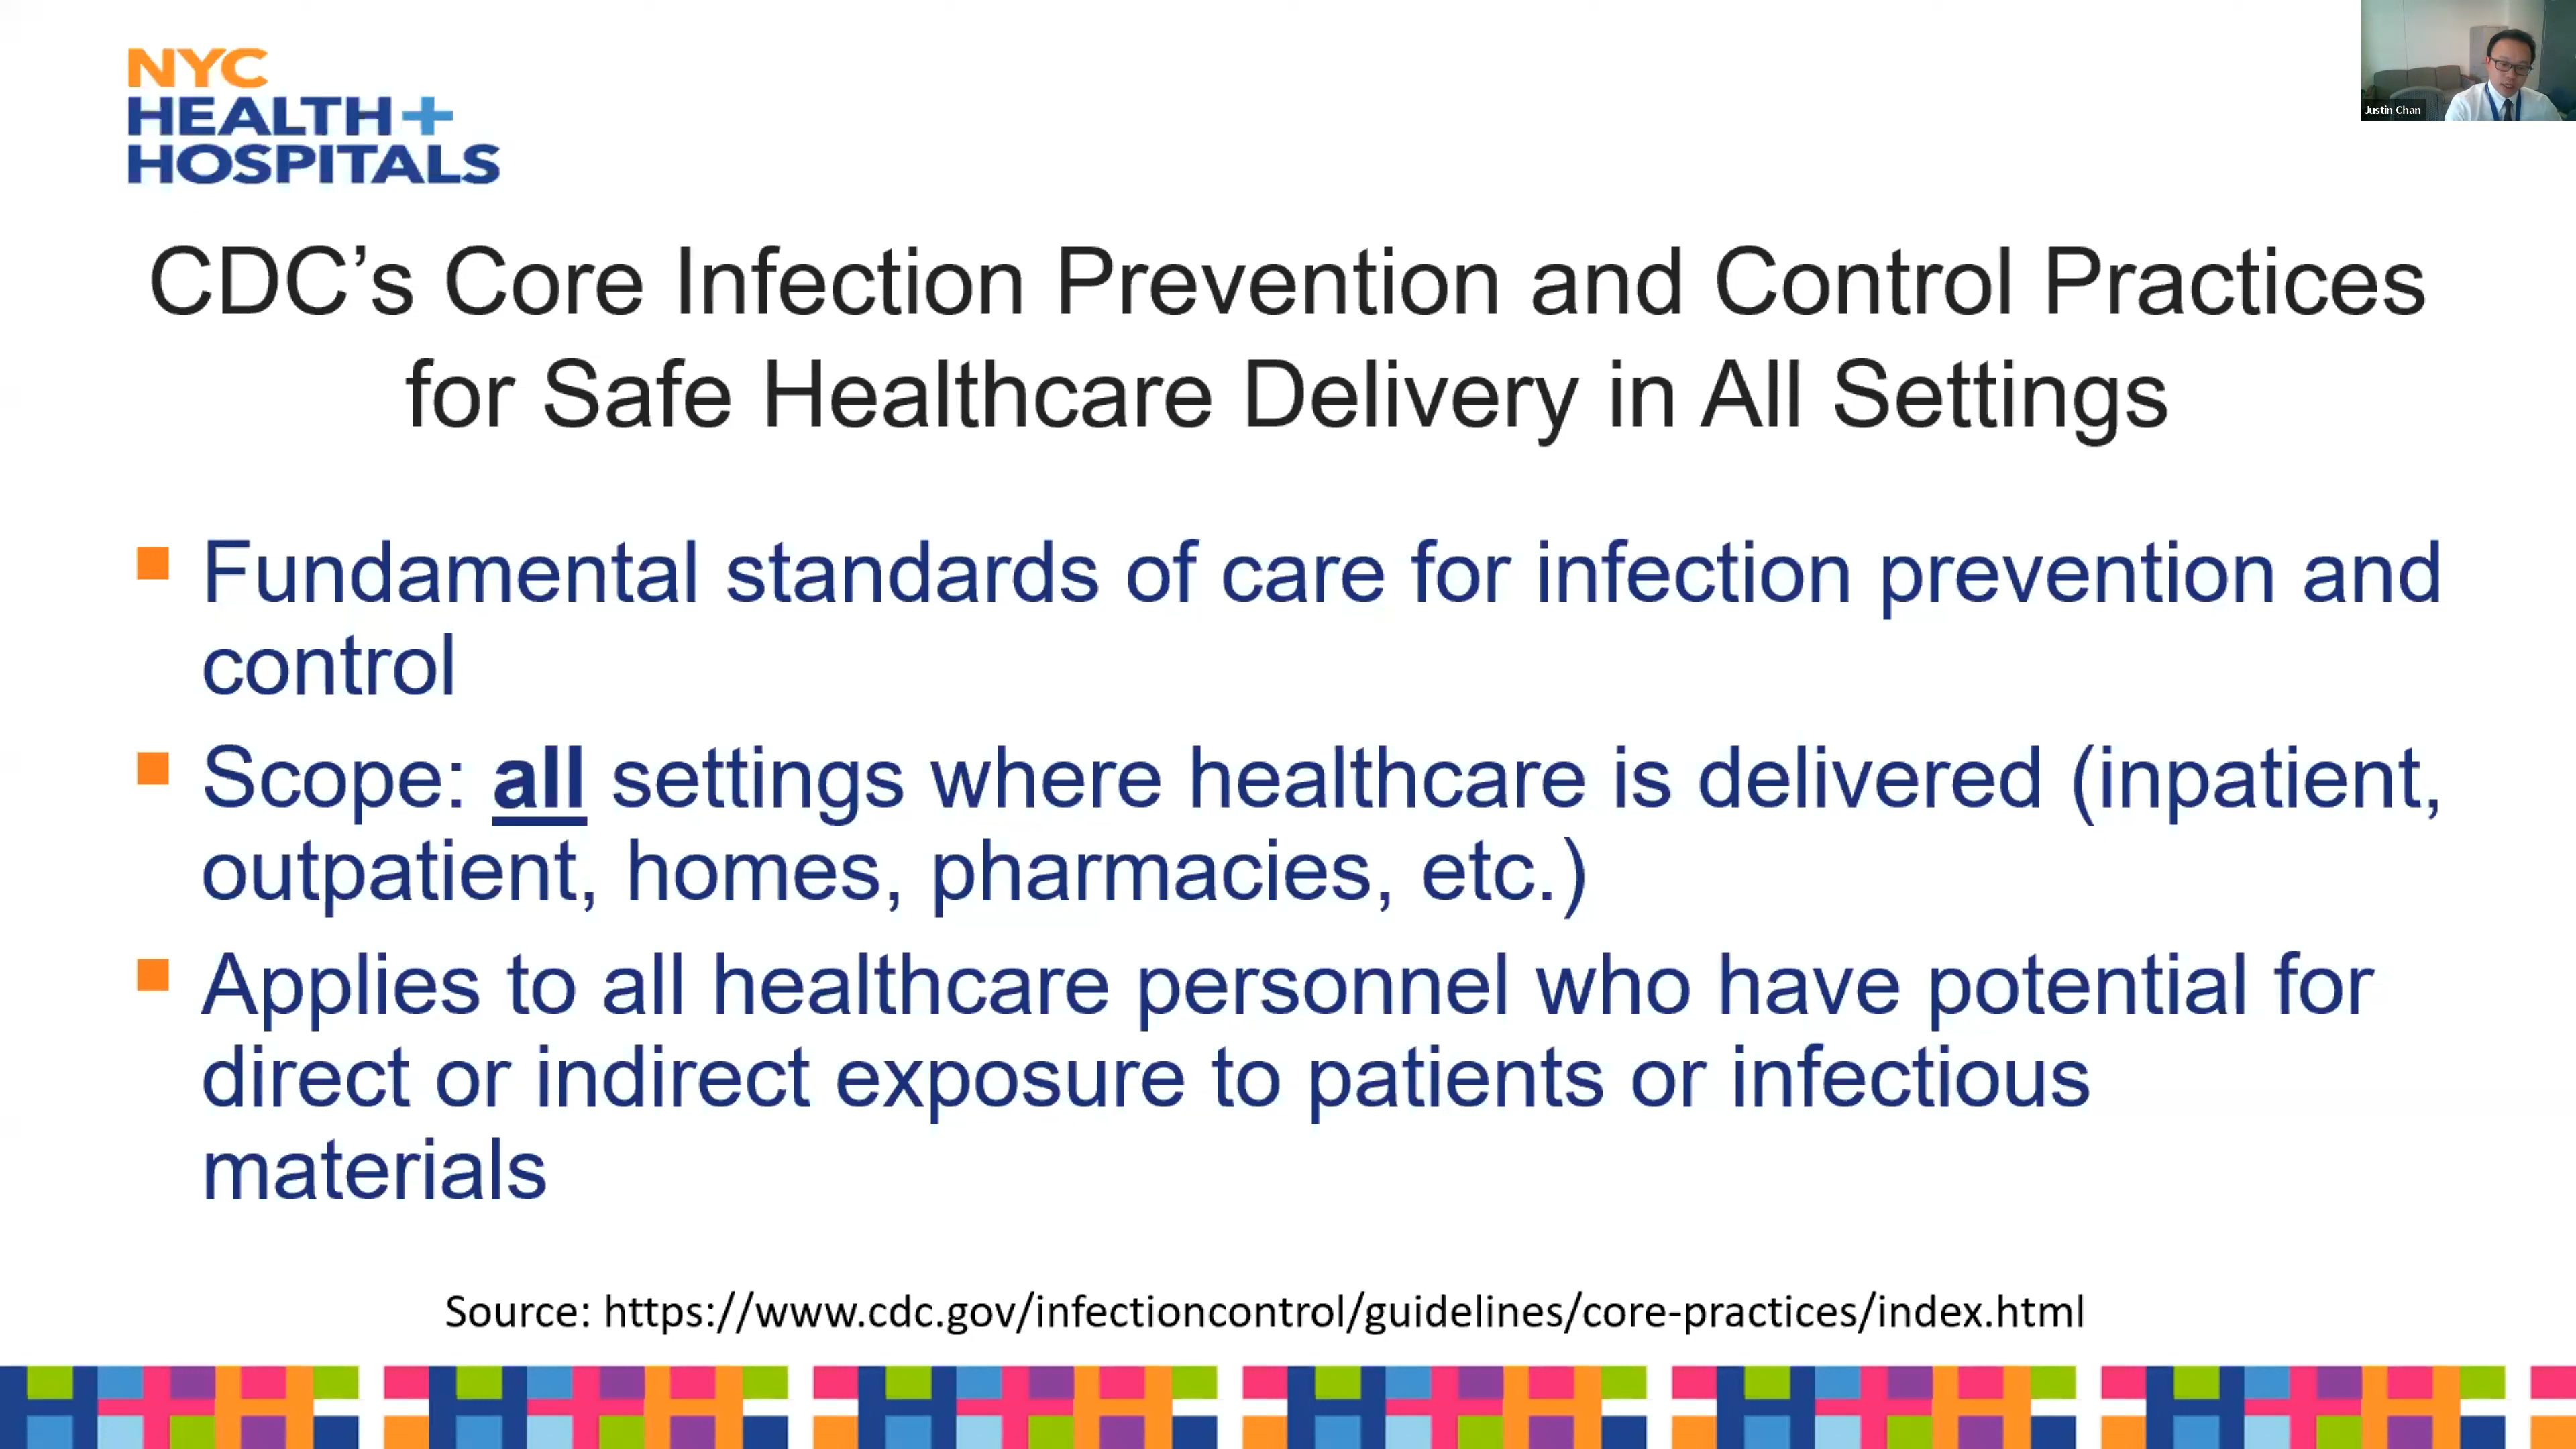 NYC
HEALTH+
HOSPITALS
Justin Chan
CDC’s Core Infection Prevention and Control Practices
for Safe Healthcare Delivery in All Settings
Fundamental standards of care for infection prevention and
control
Scope: all settings where healthcare is delivered (inpatient,
outpatient, homes, pharmacies, etc.)
Applies to all healthcare personnel who have potential for
direct or indirect exposure to patients or infectious
materials
Source: https://www.cdc.gov/infectioncontrol/guidelines/core-practices/index.html